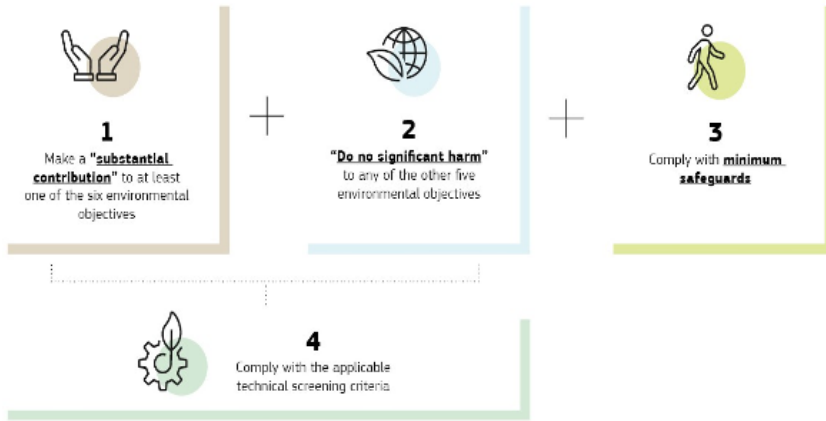 1
Make a "substantial
contribution" to at least
one of the six environmental
objectives
2
"Do no significant harm"
to any of the other five
environmental objectives
3
Comply with minimum
safeguards
4
Comply with the applicable
technical screening criteria